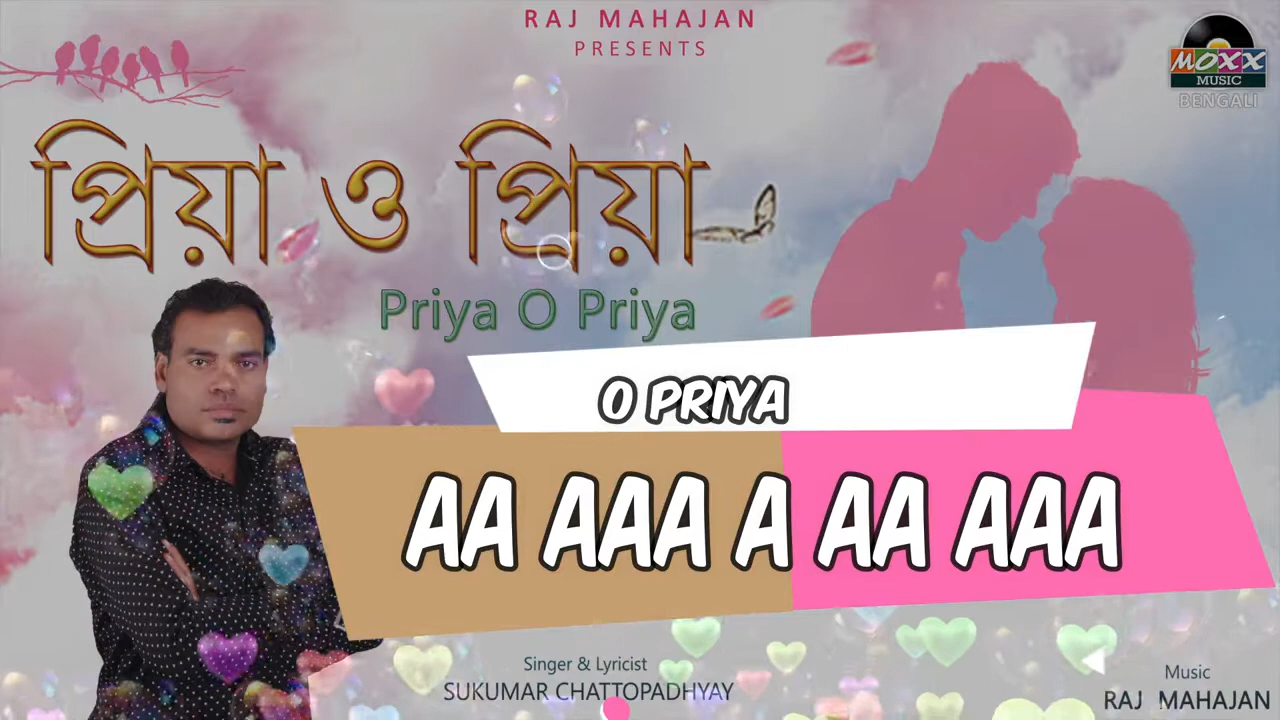 RAJ MAHAJAN
PRESENTS
MOXX
MUSIC
BENGALI
প্রিয়া ও প্রিয়া
Priya O Priya
O PRIYA
AA AAA A AA AAA
Singer & Lyricist
SUKUMAR CHATTOPADHYAY
Music
RAJ MAHAJAN